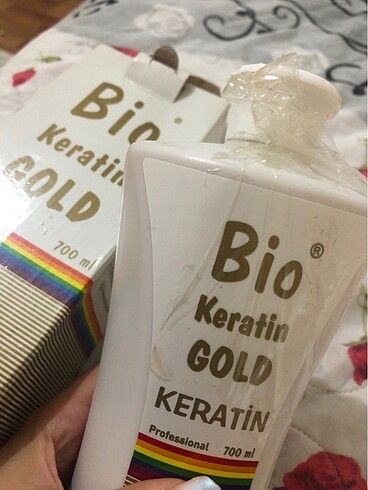 Bio
Keratin
GOLD
700 ml
Bio®
Keratin
GOLD
KERATİN
Professional 700 ml